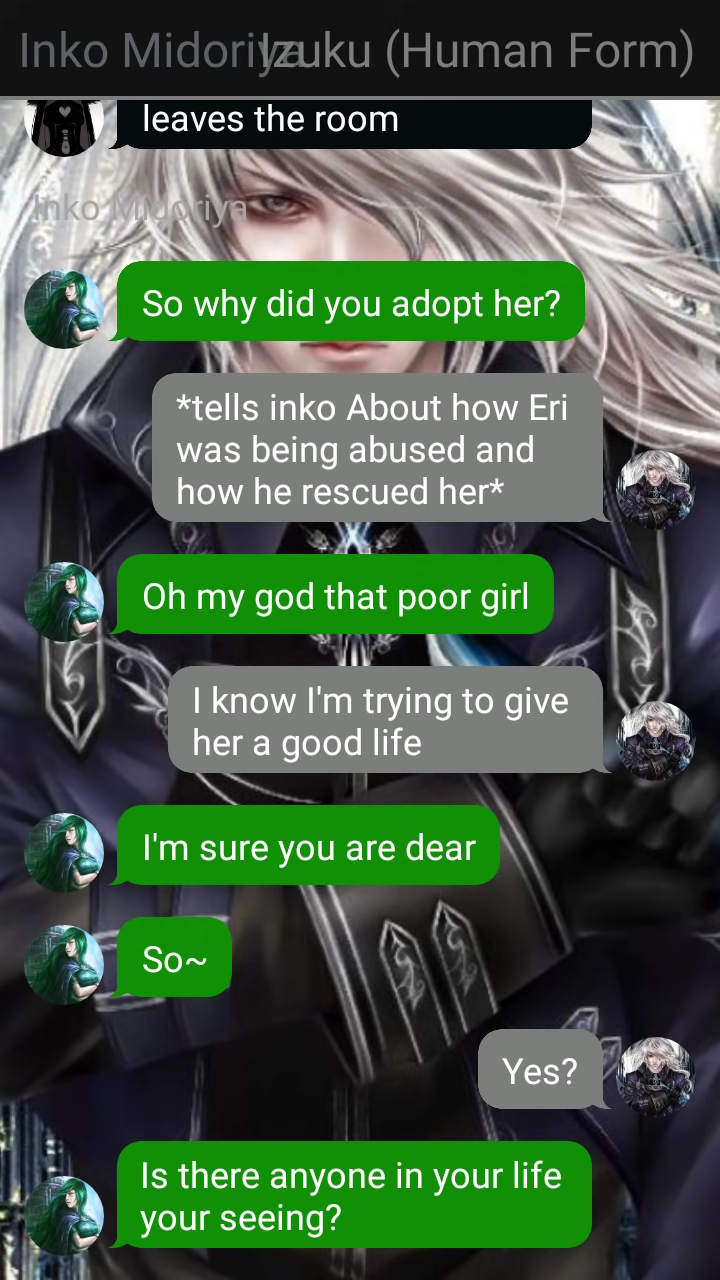 Inko Midoriya Izuku (Human Form)
leaves the room
Inko Midoriya
So why did you adopt her?
*tells inko About how Eri
was being abused and
how he rescued her*
Oh my god that poor girl
I know I'm trying to give
her a good life
I'm sure you are dear
So~
Yes?
Is there anyone in your life
your seeing?